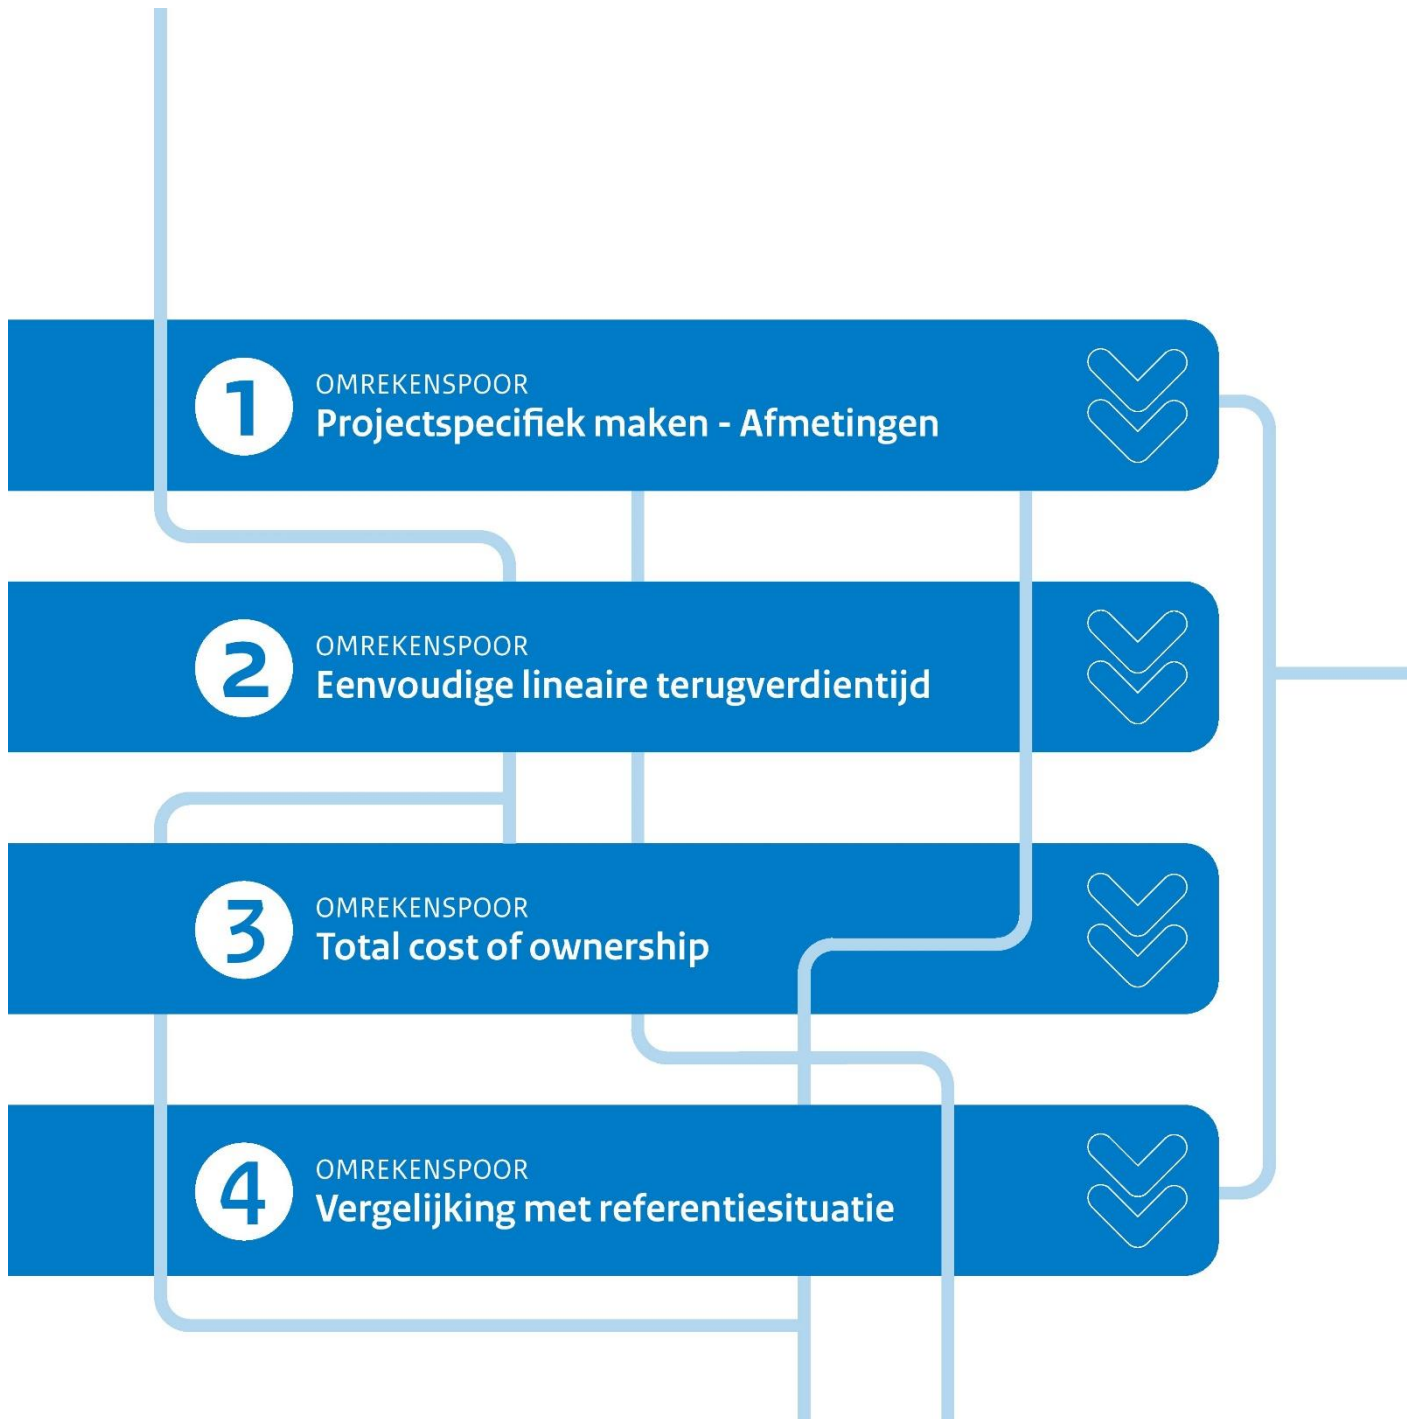 1
OMREKENSPOOR
Projectspecifiek maken - Afmetingen
2
OMREKENSPOOR
Eenvoudige lineaire terugverdientijd
3
OMREKENSPOOR
Total cost of ownership
4
OMREKENSPOOR
Vergelijking met referentiesituatie